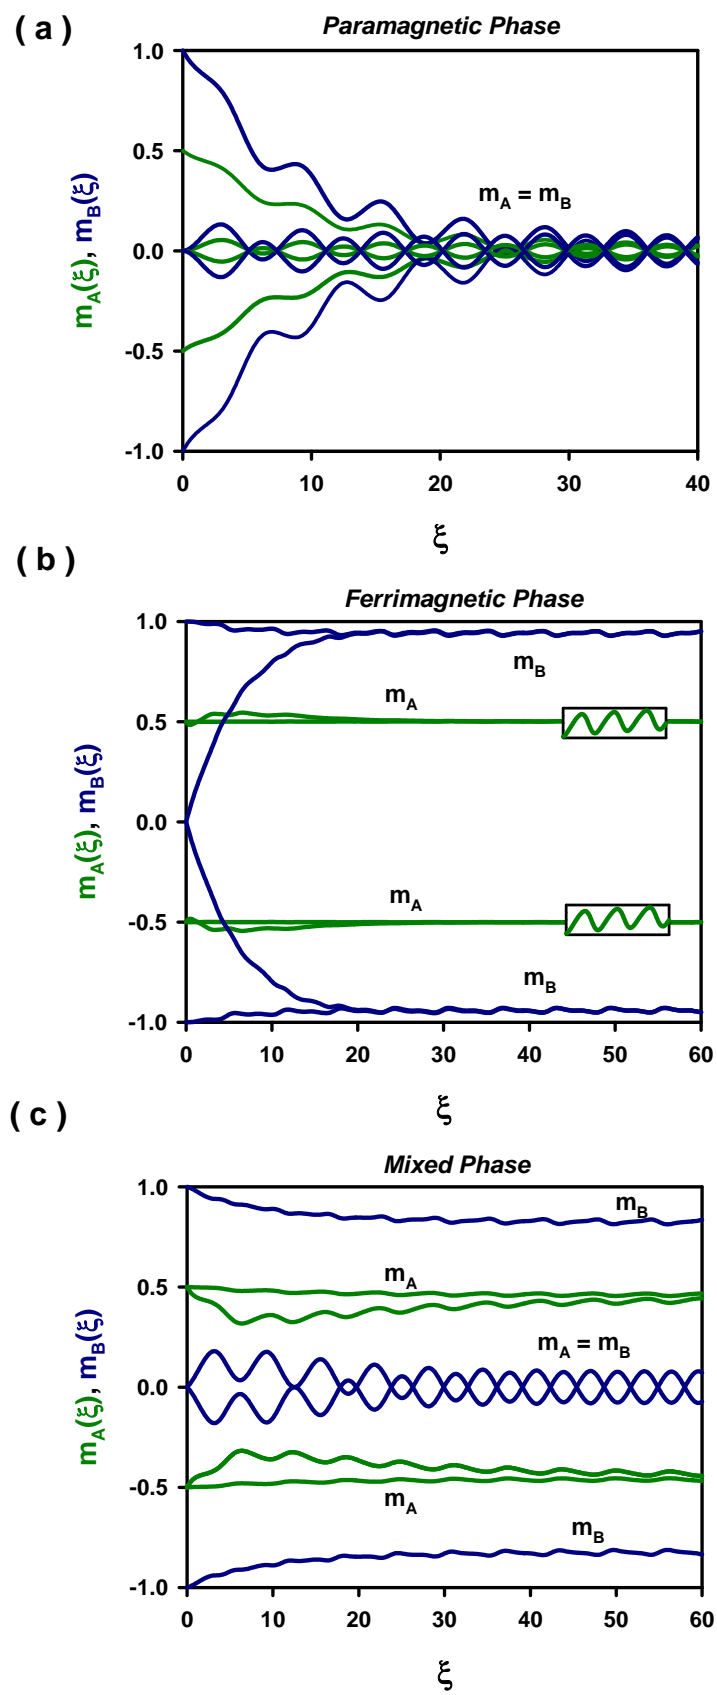 ( a )
Paramagnetic Phase
1.0
0.5
0.0
-0.5
-1.0
m_A(ξ), m_B(ξ)
m_A = m_B
0 10 20 30 40
ξ
( b )
Ferrimagnetic Phase
1.0
0.5
0.0
-0.5
-1.0
m_A(ξ), m_B(ξ)
m_B
m_A
m_A
m_B
0 10 20 30 40 50 60
ξ
( c )
Mixed Phase
1.0
0.5
0.0
-0.5
-1.0
m_A(ξ), m_B(ξ)
m_B
m_A
m_A = m_B
m_A
m_B
0 10 20 30 40 50 60
ξ